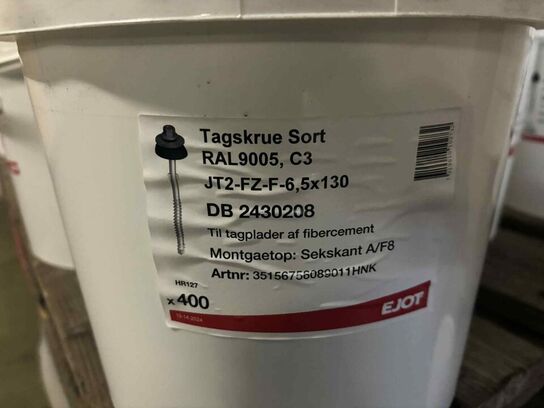 Tagskrue Sort
RAL9005, C3
JT2-FZ-F-6,5x130
DB 2430208
Til tagplader af fibercement
Montgaetop: Sekskant A/F8
Artnr: 35156756089011HNK
HR127
x 400
EJOT